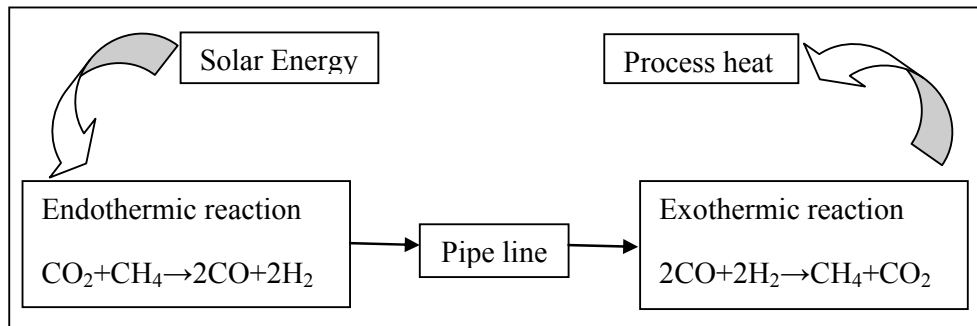 Solar Energy
Process heat
Endothermic reaction
CO₂+CH₄→2CO+2H₂
Pipe line
Exothermic reaction
2CO+2H₂→CH₄+CO₂